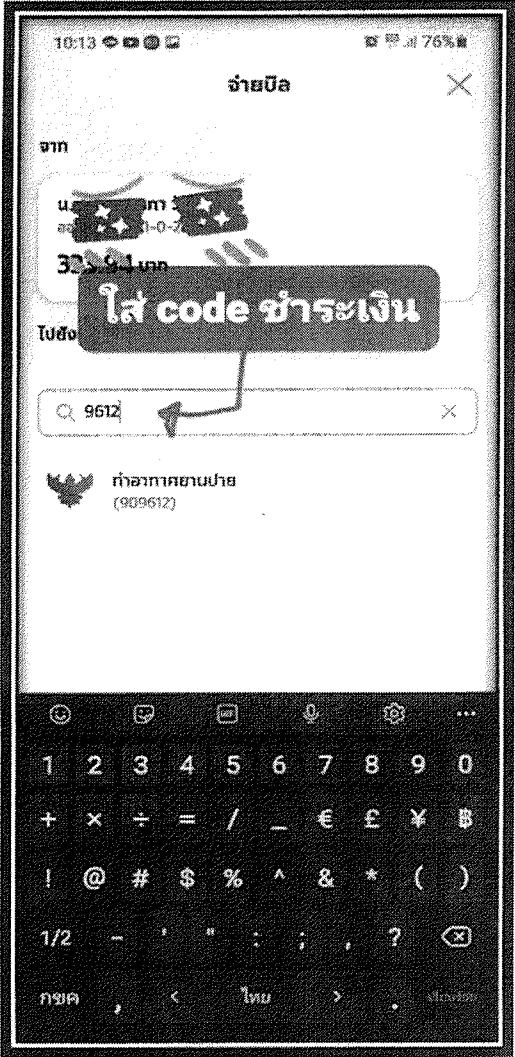 10:13
76%
จ่ายบิล
จาก
บาท
ใส่ code ชำระเงิน
ไปยัง
9612
ท่าอากาศยานปาย
(909612)
GIF
1 2 3 4 5 6 7 8 9 0
+ × ÷ = / _ € £ ¥ ฿
! @ # $ % ^ & * ( )
1/2 - ' " : ; , ?
กขค , < ไทย > .